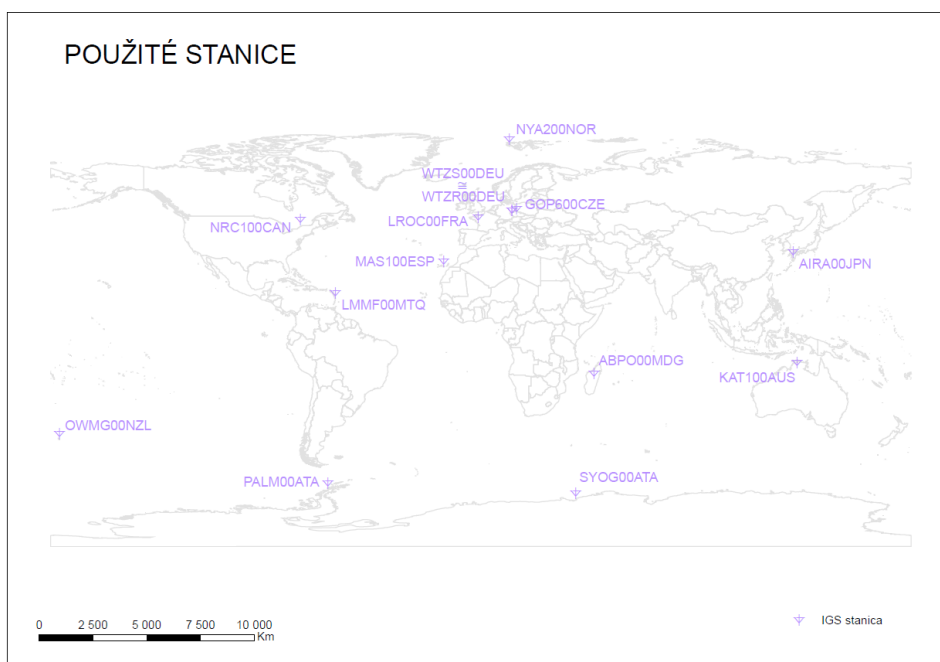 POUŽITÉ STANICE
NYA200NOR
WTZS00DEU
WTZR00DEU
GOP600CZE
LROC00FRA
NRC100CAN
MAS100ESP
AIRA00JPN
LMMF00MTQ
ABPO00MDG
KAT100AUS
OWMG00NZL
PALM00ATA
SYOG00ATA
0 2 500 5 000 7 500 10 000
Km
IGS stanica